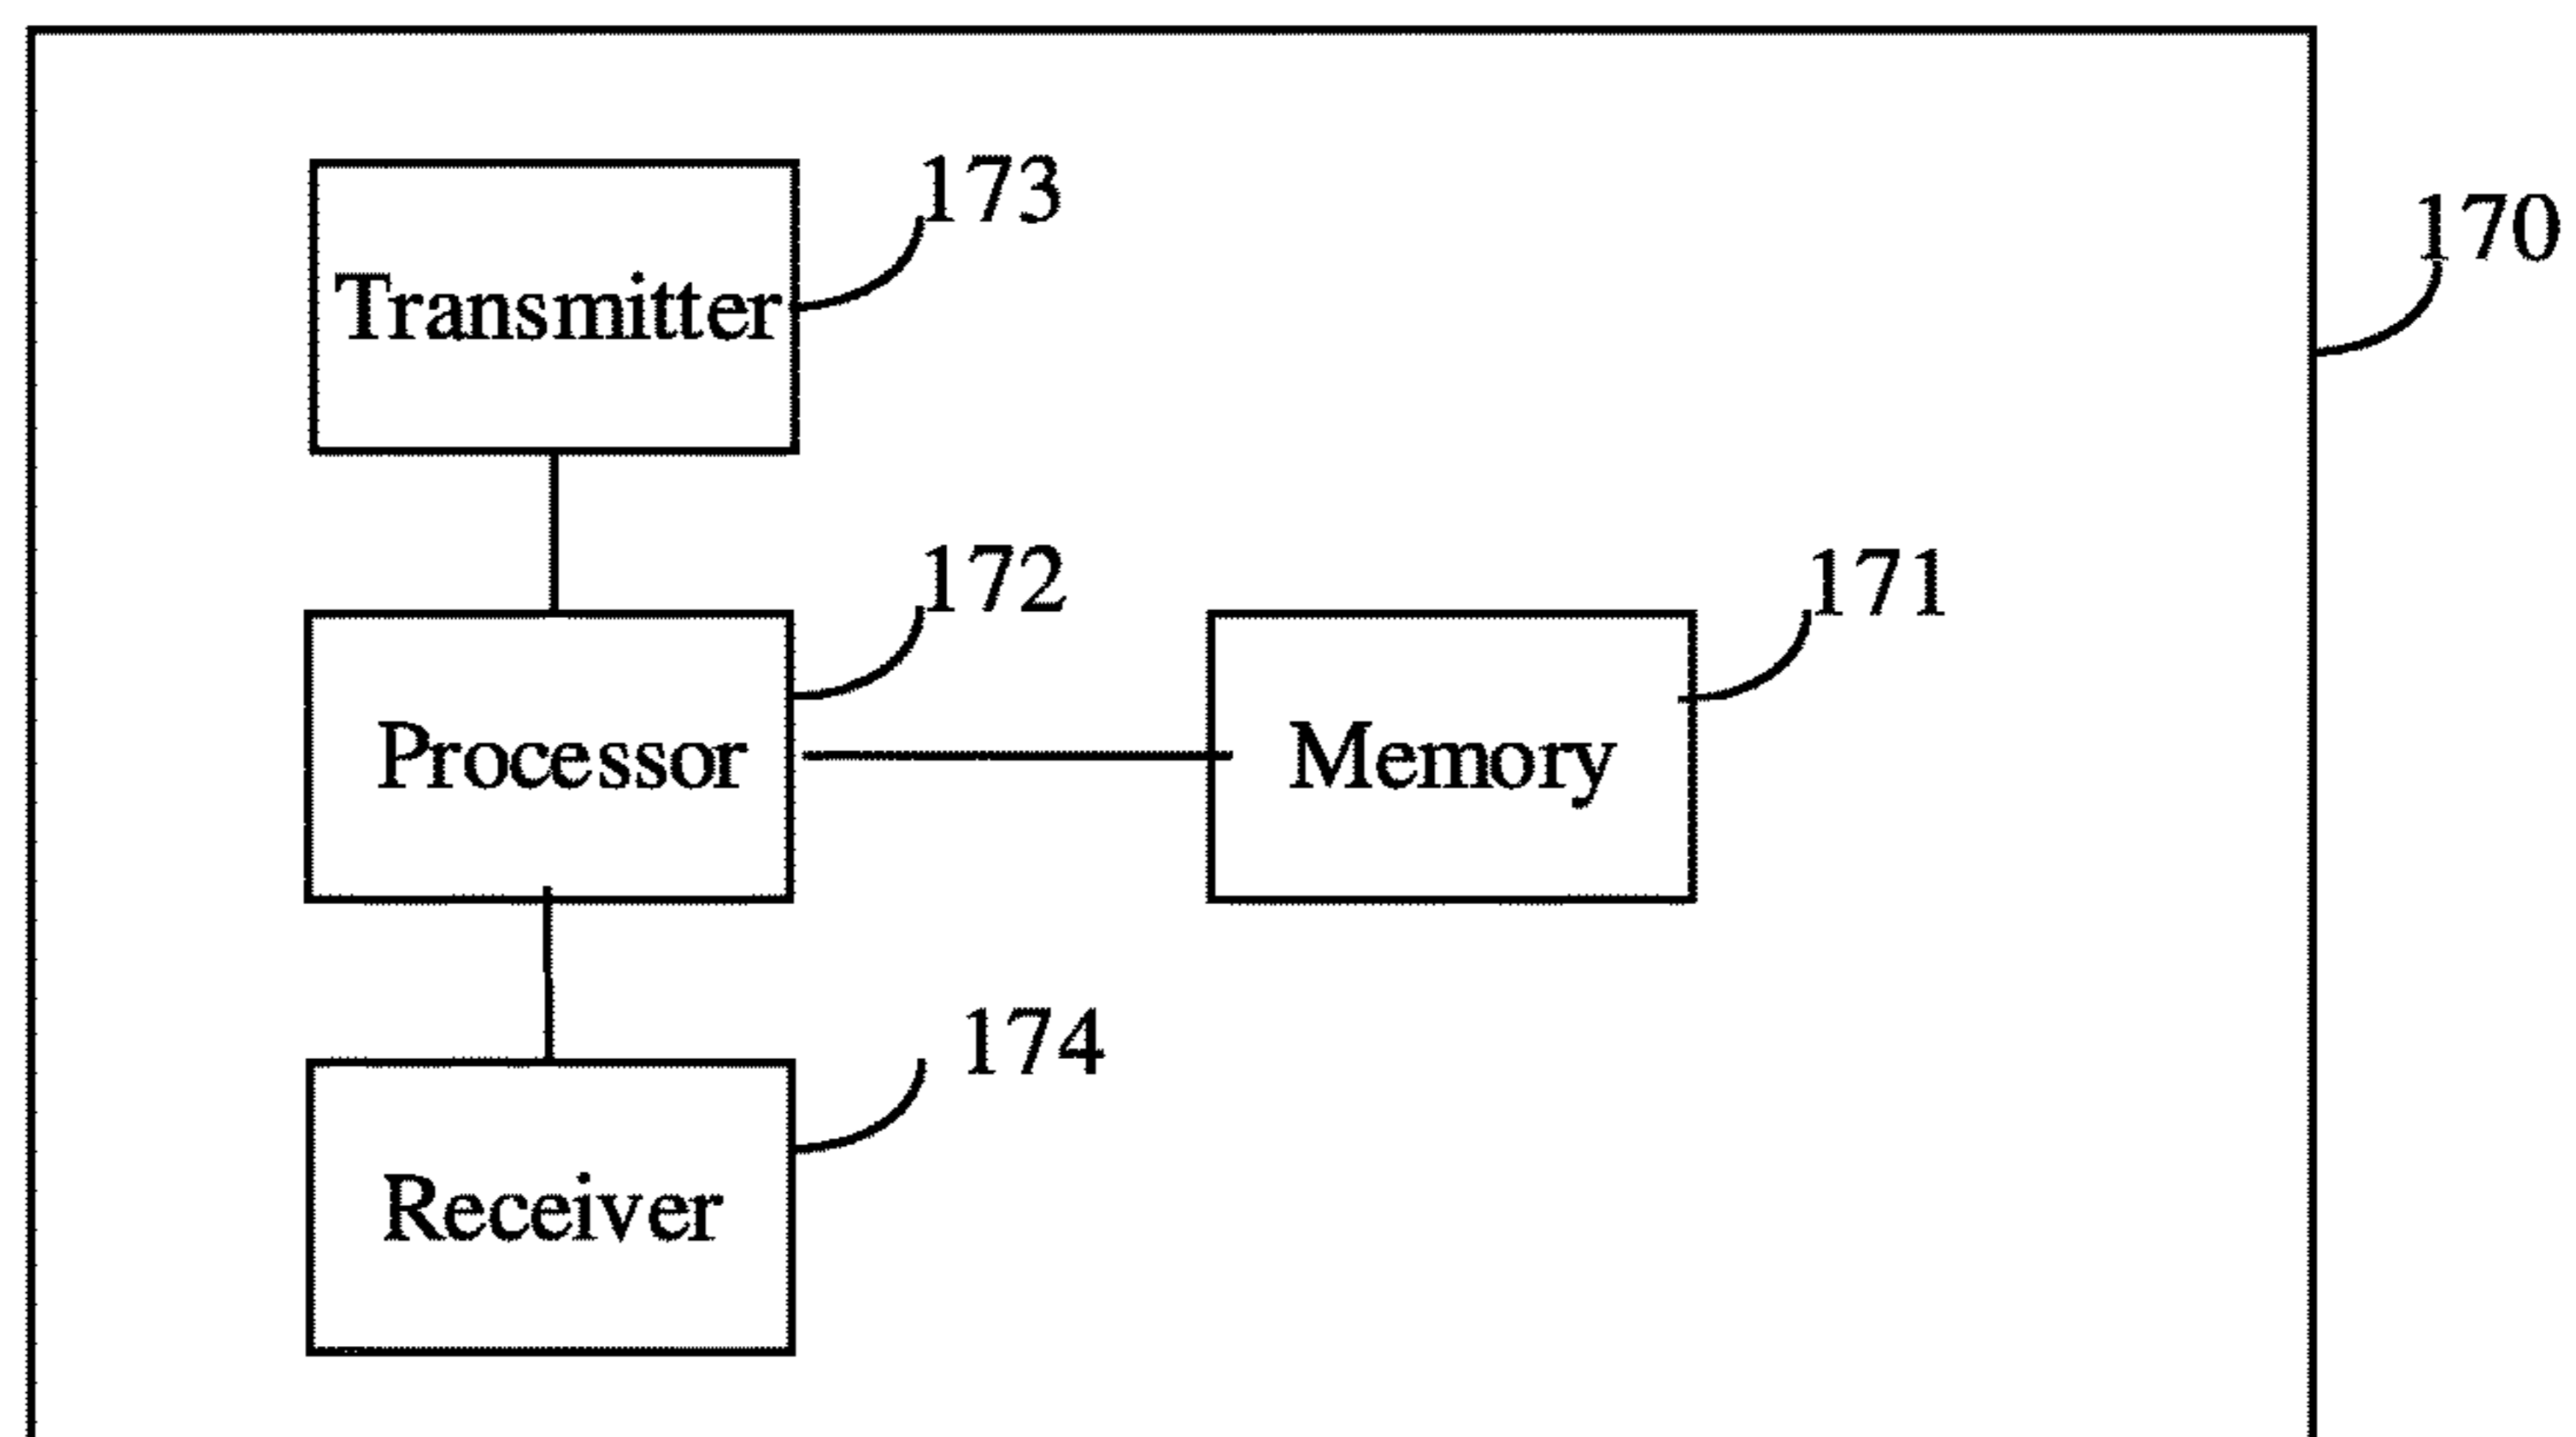 173
170
Transmitter
172
171
Processor
Memory
174
Receiver